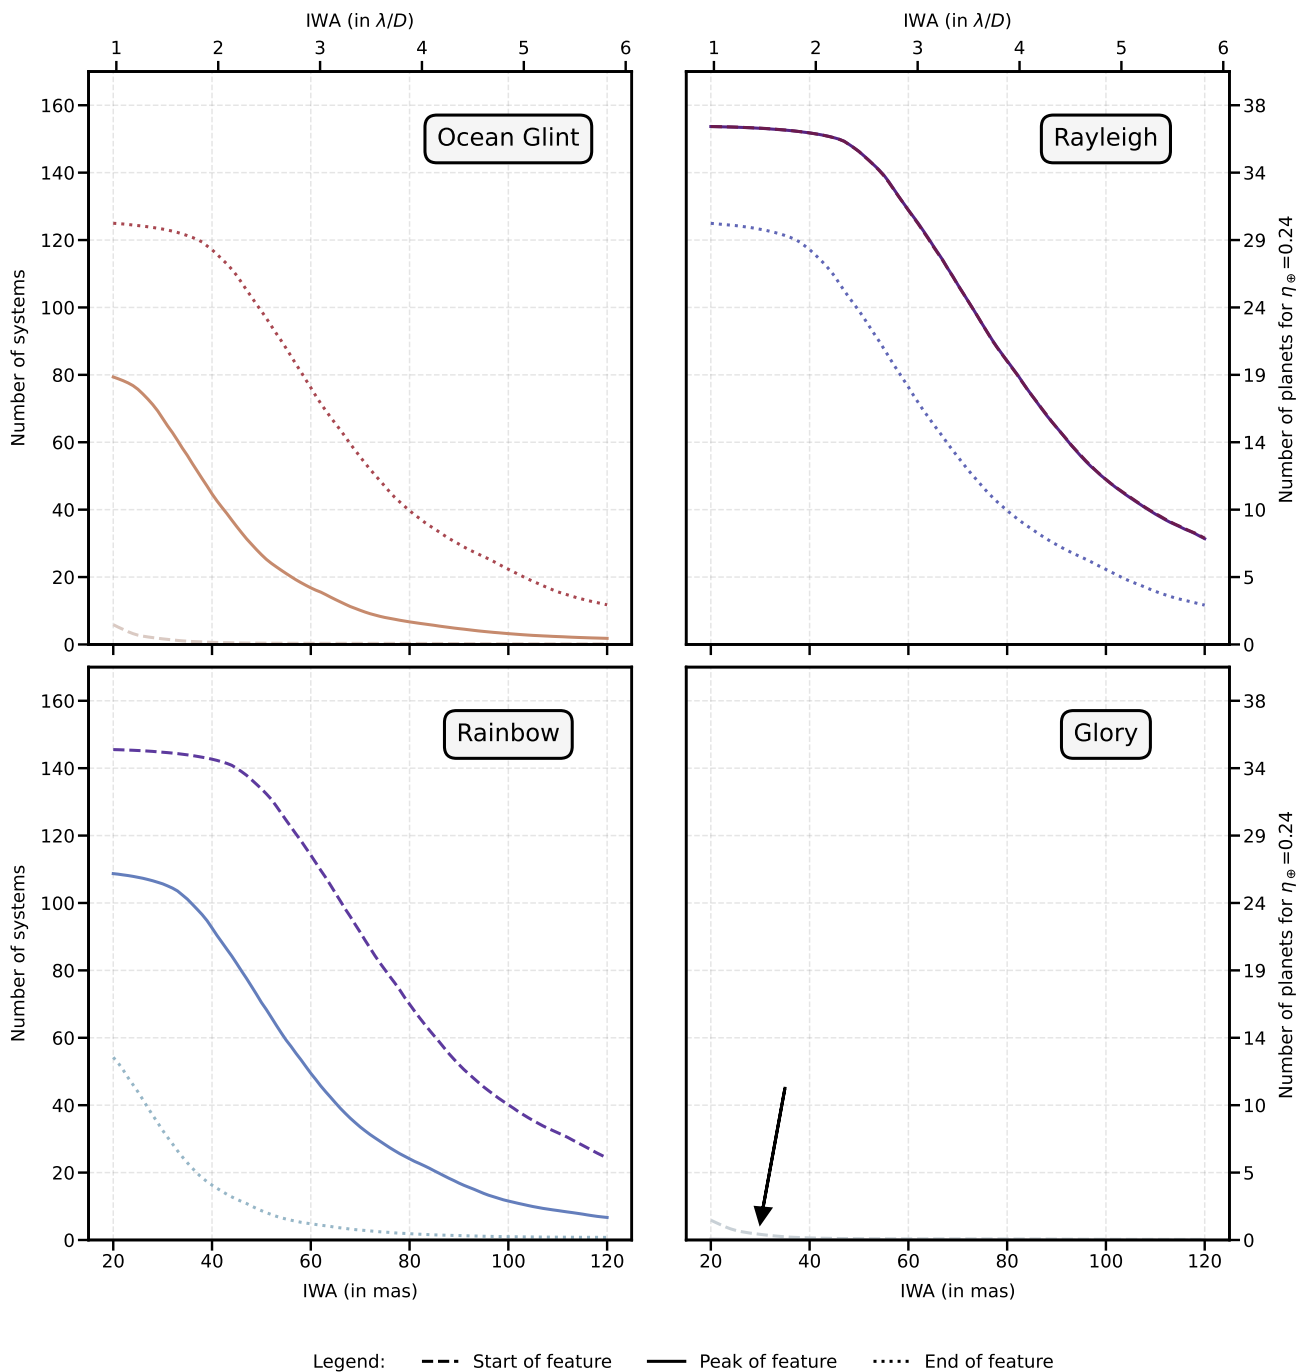 IWA (in λ/D)
IWA (in λ/D)
1 2 3 4 5 6
1 2 3 4 5 6
Ocean Glint
Rayleigh
160
140
120
100
80
60
40
20
0
Number of systems
38
34
29
24
19
14
10
5
0
Number of planets for η⊕=0.24
Rainbow
Glory
160
140
120
100
80
60
40
20
0
Number of systems
38
34
29
24
19
14
10
5
0
Number of planets for η⊕=0.24
20 40 60 80 100 120
20 40 60 80 100 120
IWA (in mas)
IWA (in mas)
Legend: Start of feature Peak of feature End of feature